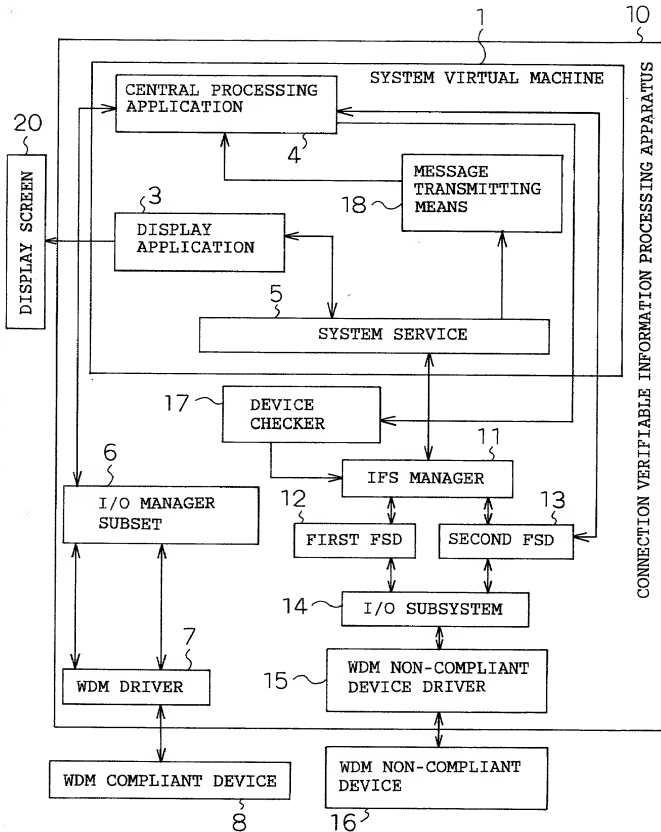 10
1
SYSTEM VIRTUAL MACHINE
CENTRAL PROCESSING
APPLICATION
4
20
DISPLAY SCREEN
MESSAGE
TRANSMITTING
MEANS
18
3
DISPLAY
APPLICATION
5
SYSTEM SERVICE
CONNECTION VERIFIABLE INFORMATION PROCESSING APPARATUS
17
DEVICE
CHECKER
11
IFS MANAGER
6
I/O MANAGER
SUBSET
12
FIRST FSD
13
SECOND FSD
14
I/O SUBSYSTEM
7
WDM DRIVER
15
WDM NON-COMPLIANT
DEVICE DRIVER
WDM COMPLIANT DEVICE
8
WDM NON-COMPLIANT
DEVICE
16